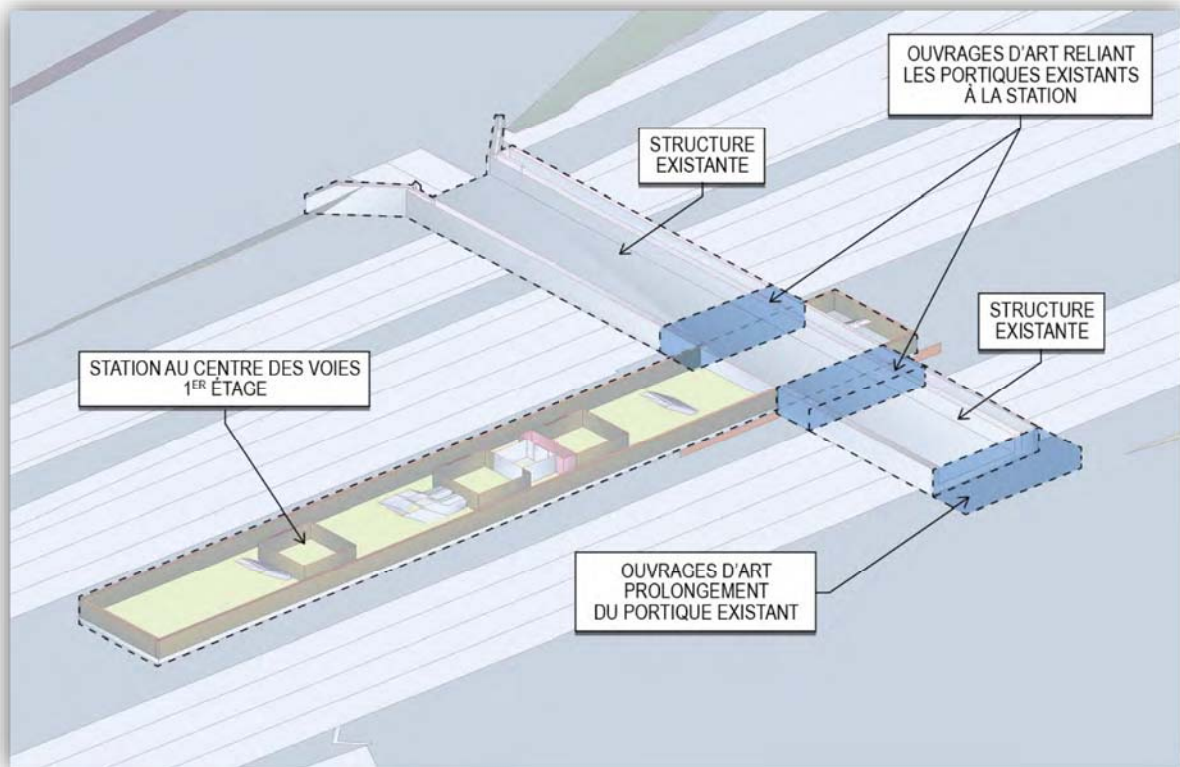 OUVRAGES D'ART RELIANT
LES PORTIQUES EXISTANTS
À LA STATION
STRUCTURE
EXISTANTE
STRUCTURE
EXISTANTE
STATION AU CENTRE DES VOIES
1ER ÉTAGE
OUVRAGES D'ART
PROLONGEMENT
DU PORTIQUE EXISTANT